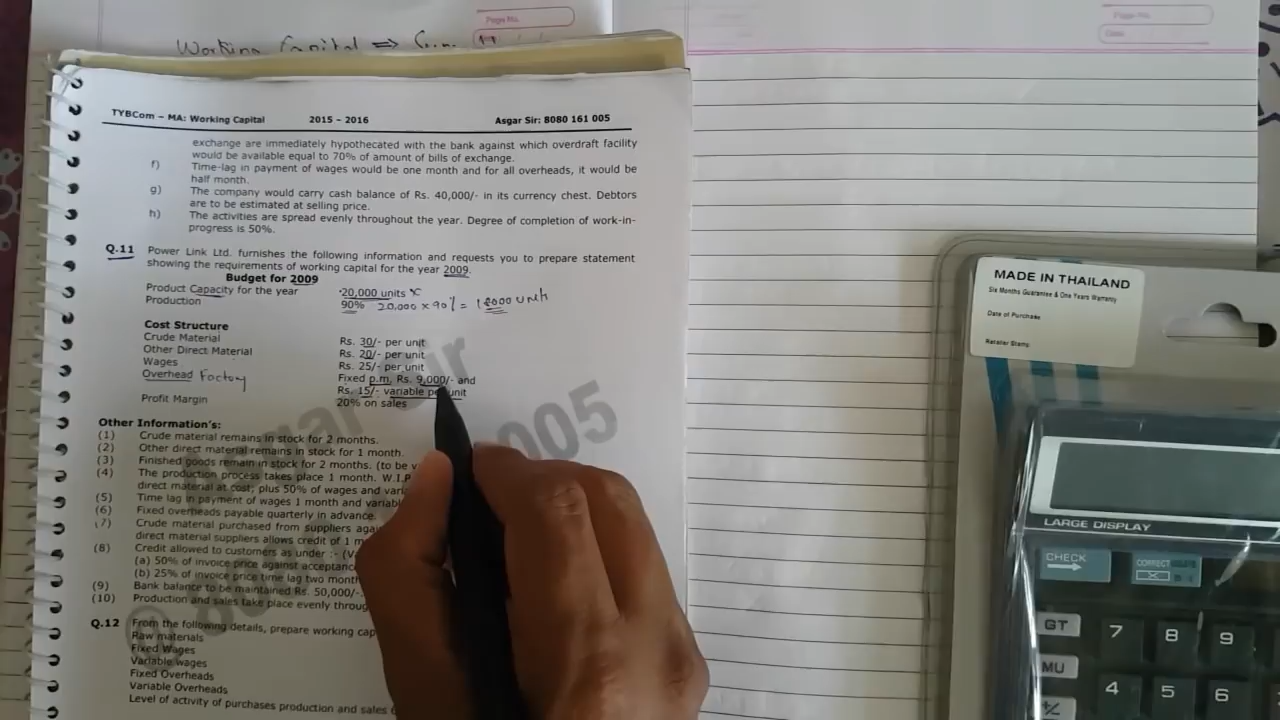 Page No.
Working Capital ⇒
Page No.
Date
TYBCom – MA: Working Capital 2015 – 2016 Asgar Sir: 8080 161 005
exchange are immediately hypothecated with the bank against which overdraft facility
would be available equal to 70% of amount of bills of exchange.
f) Time-lag in payment of wages would be one month and for all overheads, it would be
half month.
g) The company would carry cash balance of Rs. 40,000/- in its currency chest. Debtors
are to be estimated at selling price.
h) The activities are spread evenly throughout the year. Degree of completion of work-in-
progress is 50%.
Q.11 Power Link Ltd. furnishes the following information and requests you to prepare statement
showing the requirements of working capital for the year 2009.
Budget for 2009
Product Capacity for the year 20,000 units
Production 90% 20,000 × 90% = 18000 units
Cost Structure
Crude Material Rs. 30/- per unit
Other Direct Material Rs. 20/- per unit
Wages Rs. 25/- per unit
Overhead Factory Fixed p.m. Rs. 9,000/- and
Rs. 15/- variable per unit
Profit Margin 20% on sales
Other Information's:
(1) Crude material remains in stock for 2 months.
(2) Other direct material remains in stock for 1 month.
(3) Finished goods remain in stock for 2 months. (to be
(4) The production process takes place 1 month. W.I.P
direct material at cost; plus 50% of wages and
(5) Time lag in payment of wages 1 month and
(6) Fixed overheads payable quarterly in advance.
(7) Crude material purchased from suppliers
direct material suppliers allows credit of 1
(8) Credit allowed to customers as under :-
(a) 50% of invoice price against acceptance
(b) 25% of invoice price time lag two
(9) Bank balance to be maintained Rs. 50,000/-.
(10) Production and sales take place evenly
Q.12 From the following details, prepare working
Raw materials
Fixed Wages
Variable wages
Fixed Overheads
Variable Overheads
Level of activity of purchases production and sales
005
MADE IN THAILAND
Six Months Guarantee & One Years Warrenty
Date of Purchase
Retailer Stamp:
LARGE DISPLAY
CHECK
CORRECT
GT 7 8 9
MU
4 5 6